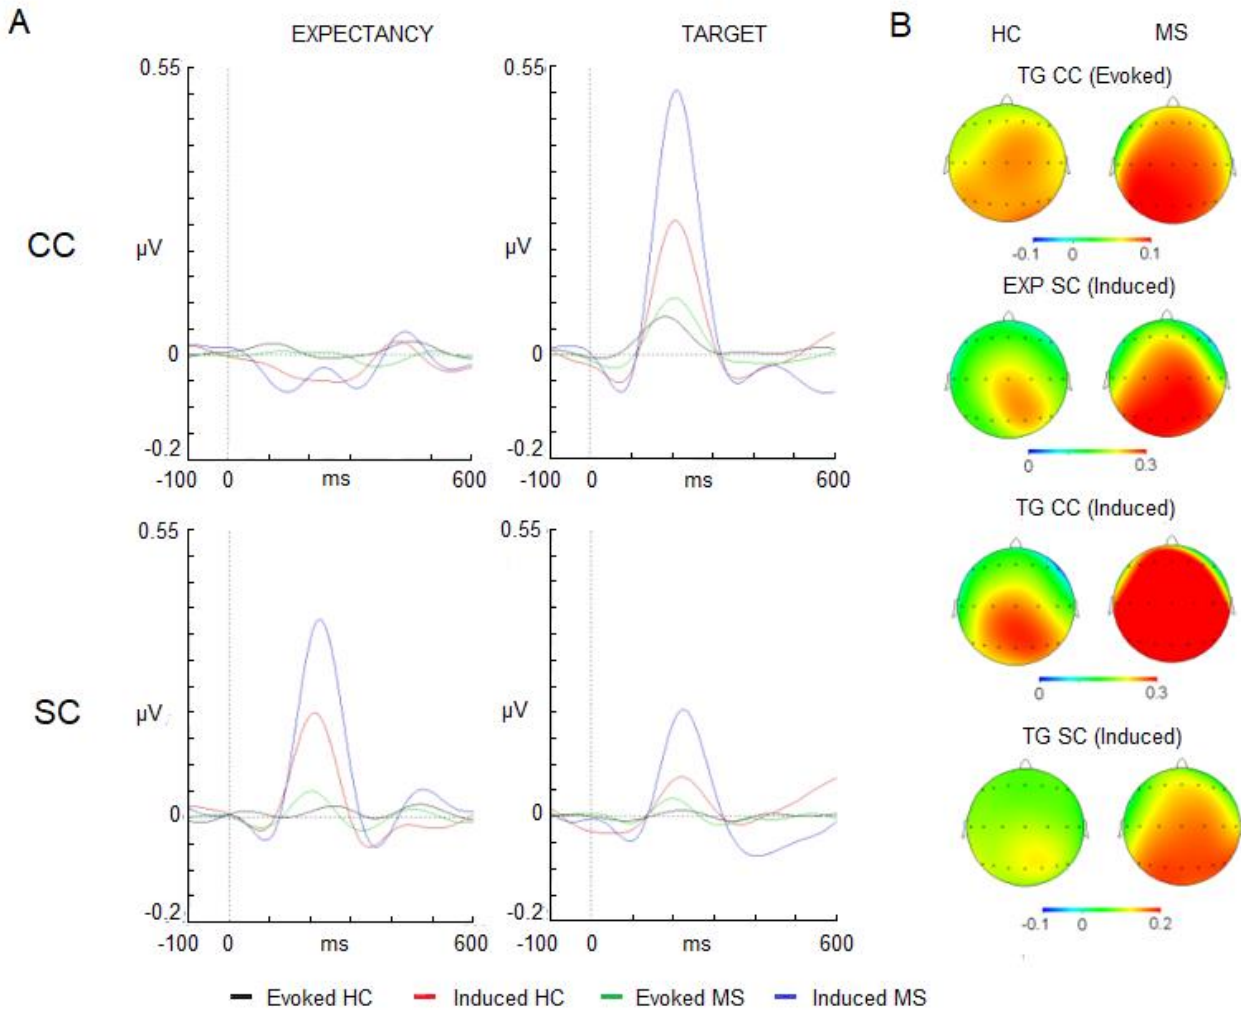 A
EXPECTANCY
TARGET
B
HC
MS
0.55
0.55
TG CC (Evoked)
CC
µV
µV
-0.1 0 0.1
EXP SC (Induced)
0
0
-0.2
-0.2
-100 0 ms 600
-100 0 ms 600
0 0.3
TG CC (Induced)
0.55
0.55
0 0.3
SC
µV
µV
TG SC (Induced)
0
0
-0.2
-0.2
-0.1 0 0.2
-100 0 ms 600
-100 0 ms 600
Evoked HC Induced HC Evoked MS Induced MS